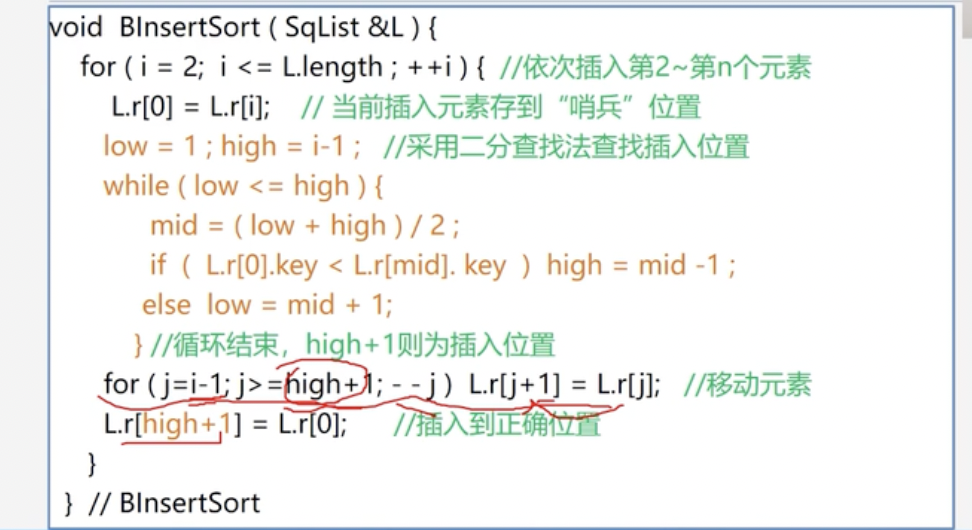 void BInsertSort ( SqList &L ) {
for ( i = 2; i <= L.length ; ++i ) { //依次插入第2~第n个元素
L.r[0] = L.r[i]; // 当前插入元素存到“哨兵”位置
low = 1 ; high = i-1 ; //采用二分查找法查找插入位置
while ( low <= high ) {
mid = ( low + high ) / 2 ;
if ( L.r[0].key < L.r[mid]. key ) high = mid -1 ;
else low = mid + 1;
} //循环结束，high+1则为插入位置
for ( j=i-1; j>=high+1; - - j ) L.r[j+1] = L.r[j]; //移动元素
L.r[high+1] = L.r[0]; //插入到正确位置
}
} // BInsertSort